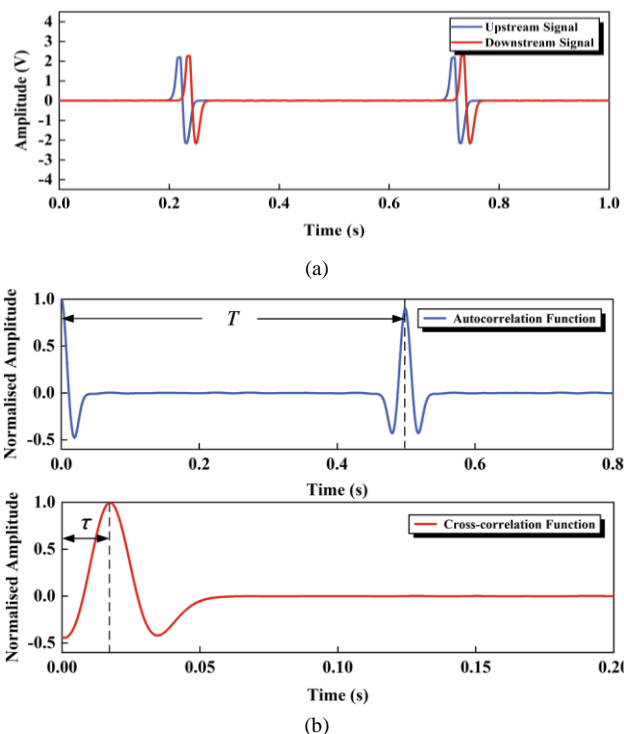 4
3
2
1
0
-1
-2
-3
-4
Amplitude (V)
Upstream Signal
Downstream Signal
0.0 0.2 0.4 0.6 0.8 1.0
Time (s)
(a)
1.0
0.5
0.0
-0.5
Normalised Amplitude
T
Autocorrelation Function
0.0 0.2 0.4 0.6 0.8
Time (s)
1.0
0.5
0.0
-0.5
Normalised Amplitude
τ
Cross-correlation Function
0.00 0.05 0.10 0.15 0.20
Time (s)
(b)